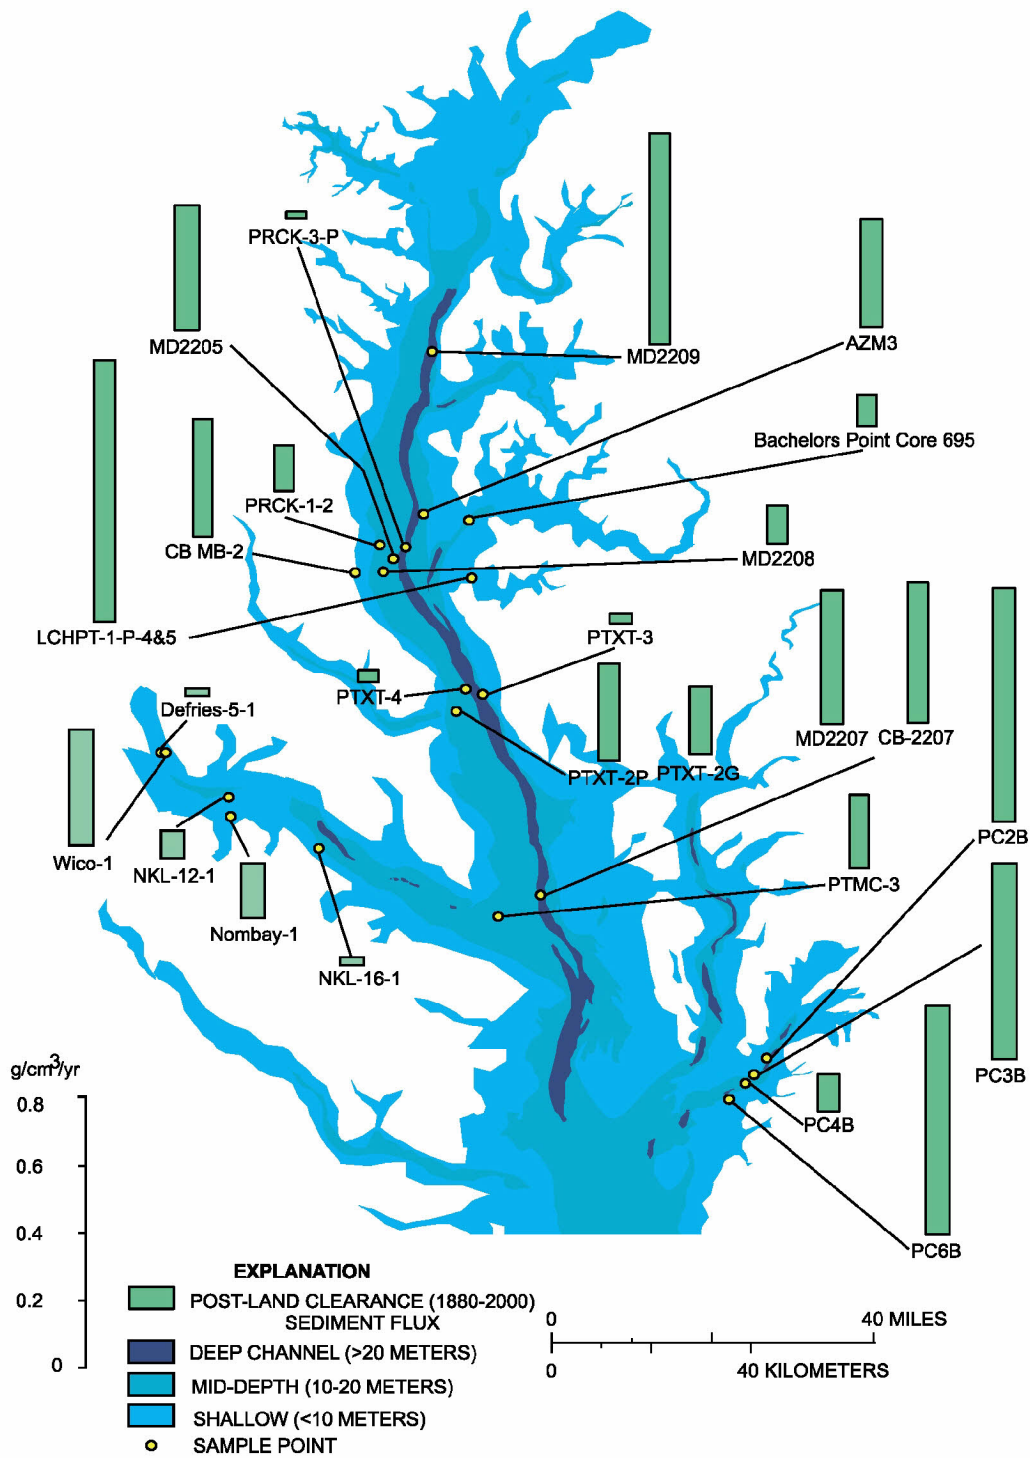 PRCK-3-P
MD2205
MD2209
AZM3
Bachelors Point Core 695
PRCK-1-2
CB MB-2
MD2208
LCHPT-1-P-4&5
PTXT-3
PTXT-4
Defries-5-1
MD2207
CB-2207
PTXT-2P
PTXT-2G
PC2B
Wico-1
NKL-12-1
PTMC-3
Nombay-1
NKL-16-1
PC3B
PC4B
PC6B
g/cm3/yr
0.8
0.6
0.4
0.2
0
EXPLANATION
POST-LAND CLEARANCE (1880-2000)
SEDIMENT FLUX
DEEP CHANNEL (>20 METERS)
MID-DEPTH (10-20 METERS)
SHALLOW (<10 METERS)
SAMPLE POINT
0 40 MILES
0 40 KILOMETERS